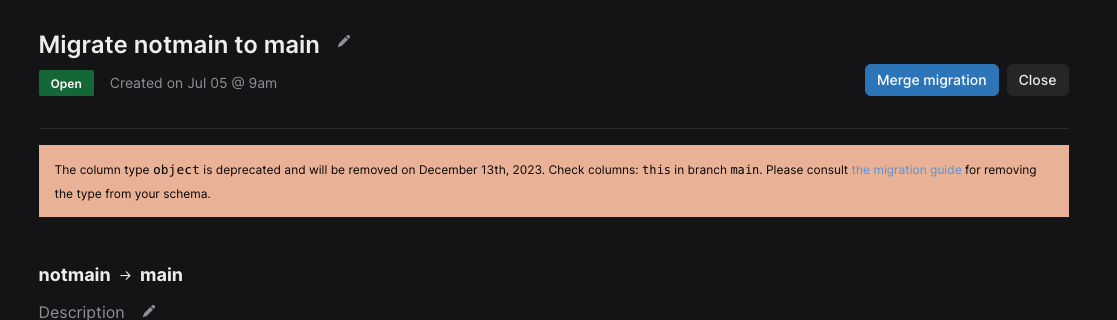 Migrate notmain to main
Open Created on Jul 05 @ 9am
Merge migration Close
The column type object is deprecated and will be removed on December 13th, 2023. Check columns: this in branch main. Please consult the migration guide for removing
the type from your schema.
notmain → main
Description